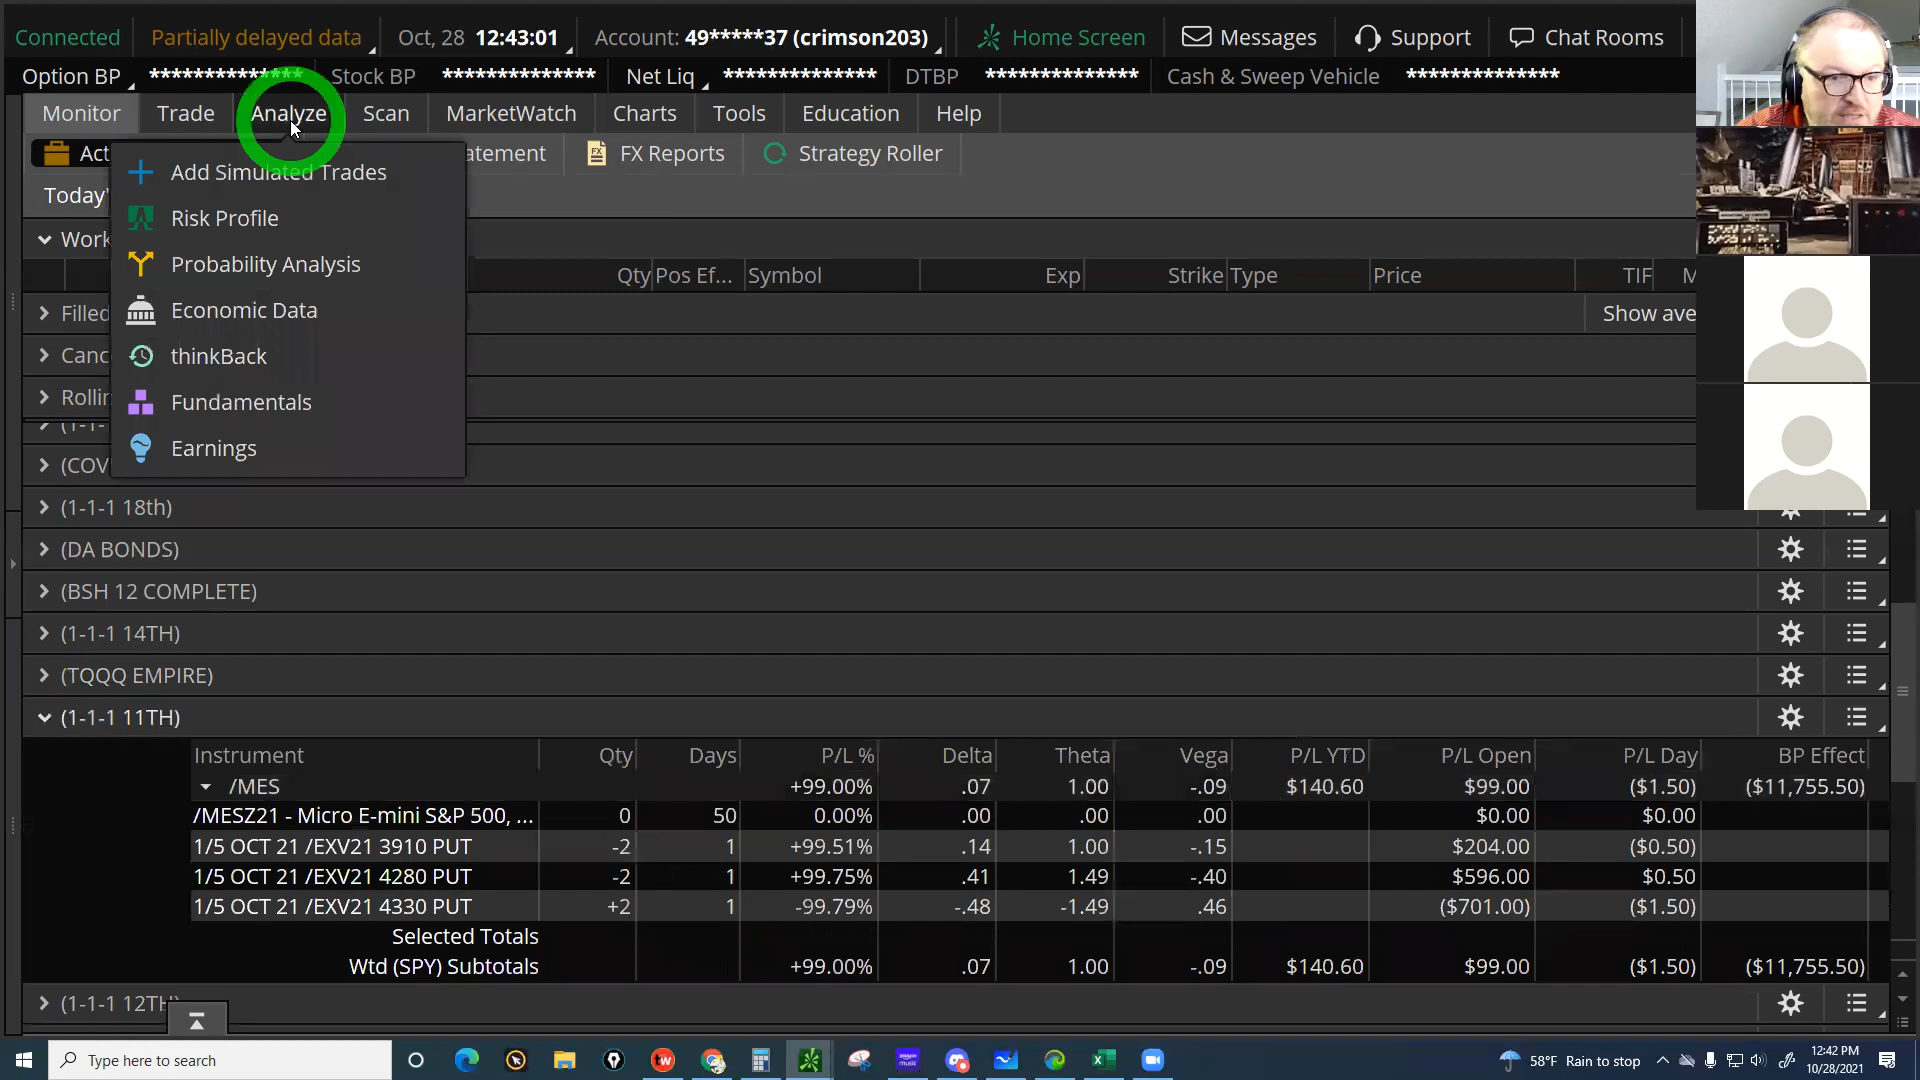 Connected Partially delayed data Oct, 28 12:43:01 Account: 49*****37 (crimson203) Home Screen Messages Support Chat Rooms
Option BP ************** Stock BP ************** Net Liq ************** DTBP ************** Cash & Sweep Vehicle **************
Monitor Trade Analyze Scan MarketWatch Charts Tools Education Help
Act atement FX Reports Strategy Roller
Add Simulated Trades
Today'
Risk Profile
Work
Probability Analysis
Qty Pos Ef... Symbol Exp Strike Type Price TIF M
Economic Data
Filled Show ave
thinkBack
Canc
Rollin
Fundamentals
(1-1-
Earnings
(COV
(1-1-1 18th)
(DA BONDS)
(BSH 12 COMPLETE)
(1-1-1 14TH)
(TQQQ EMPIRE)
(1-1-1 11TH)
Instrument Qty Days P/L % Delta Theta Vega P/L YTD P/L Open P/L Day BP Effect
/MES +99.00% .07 1.00 -.09 $140.60 $99.00 ($1.50) ($11,755.50)
/MESZ21 - Micro E-mini S&P 500, ... 0 50 0.00% .00 .00 .00 $0.00 $0.00
1/5 OCT 21 /EXV21 3910 PUT -2 1 +99.51% .14 1.00 -.15 $204.00 ($0.50)
1/5 OCT 21 /EXV21 4280 PUT -2 1 +99.75% .41 1.49 -.40 $596.00 $0.50
1/5 OCT 21 /EXV21 4330 PUT +2 1 -99.79% -.48 -1.49 .46 ($701.00) ($1.50)
Selected Totals
Wtd (SPY) Subtotals +99.00% .07 1.00 -.09 $140.60 $99.00 ($1.50) ($11,755.50)
(1-1-1 12TH)
Type here to search 58°F Rain to stop 12:42 PM
10/28/2021